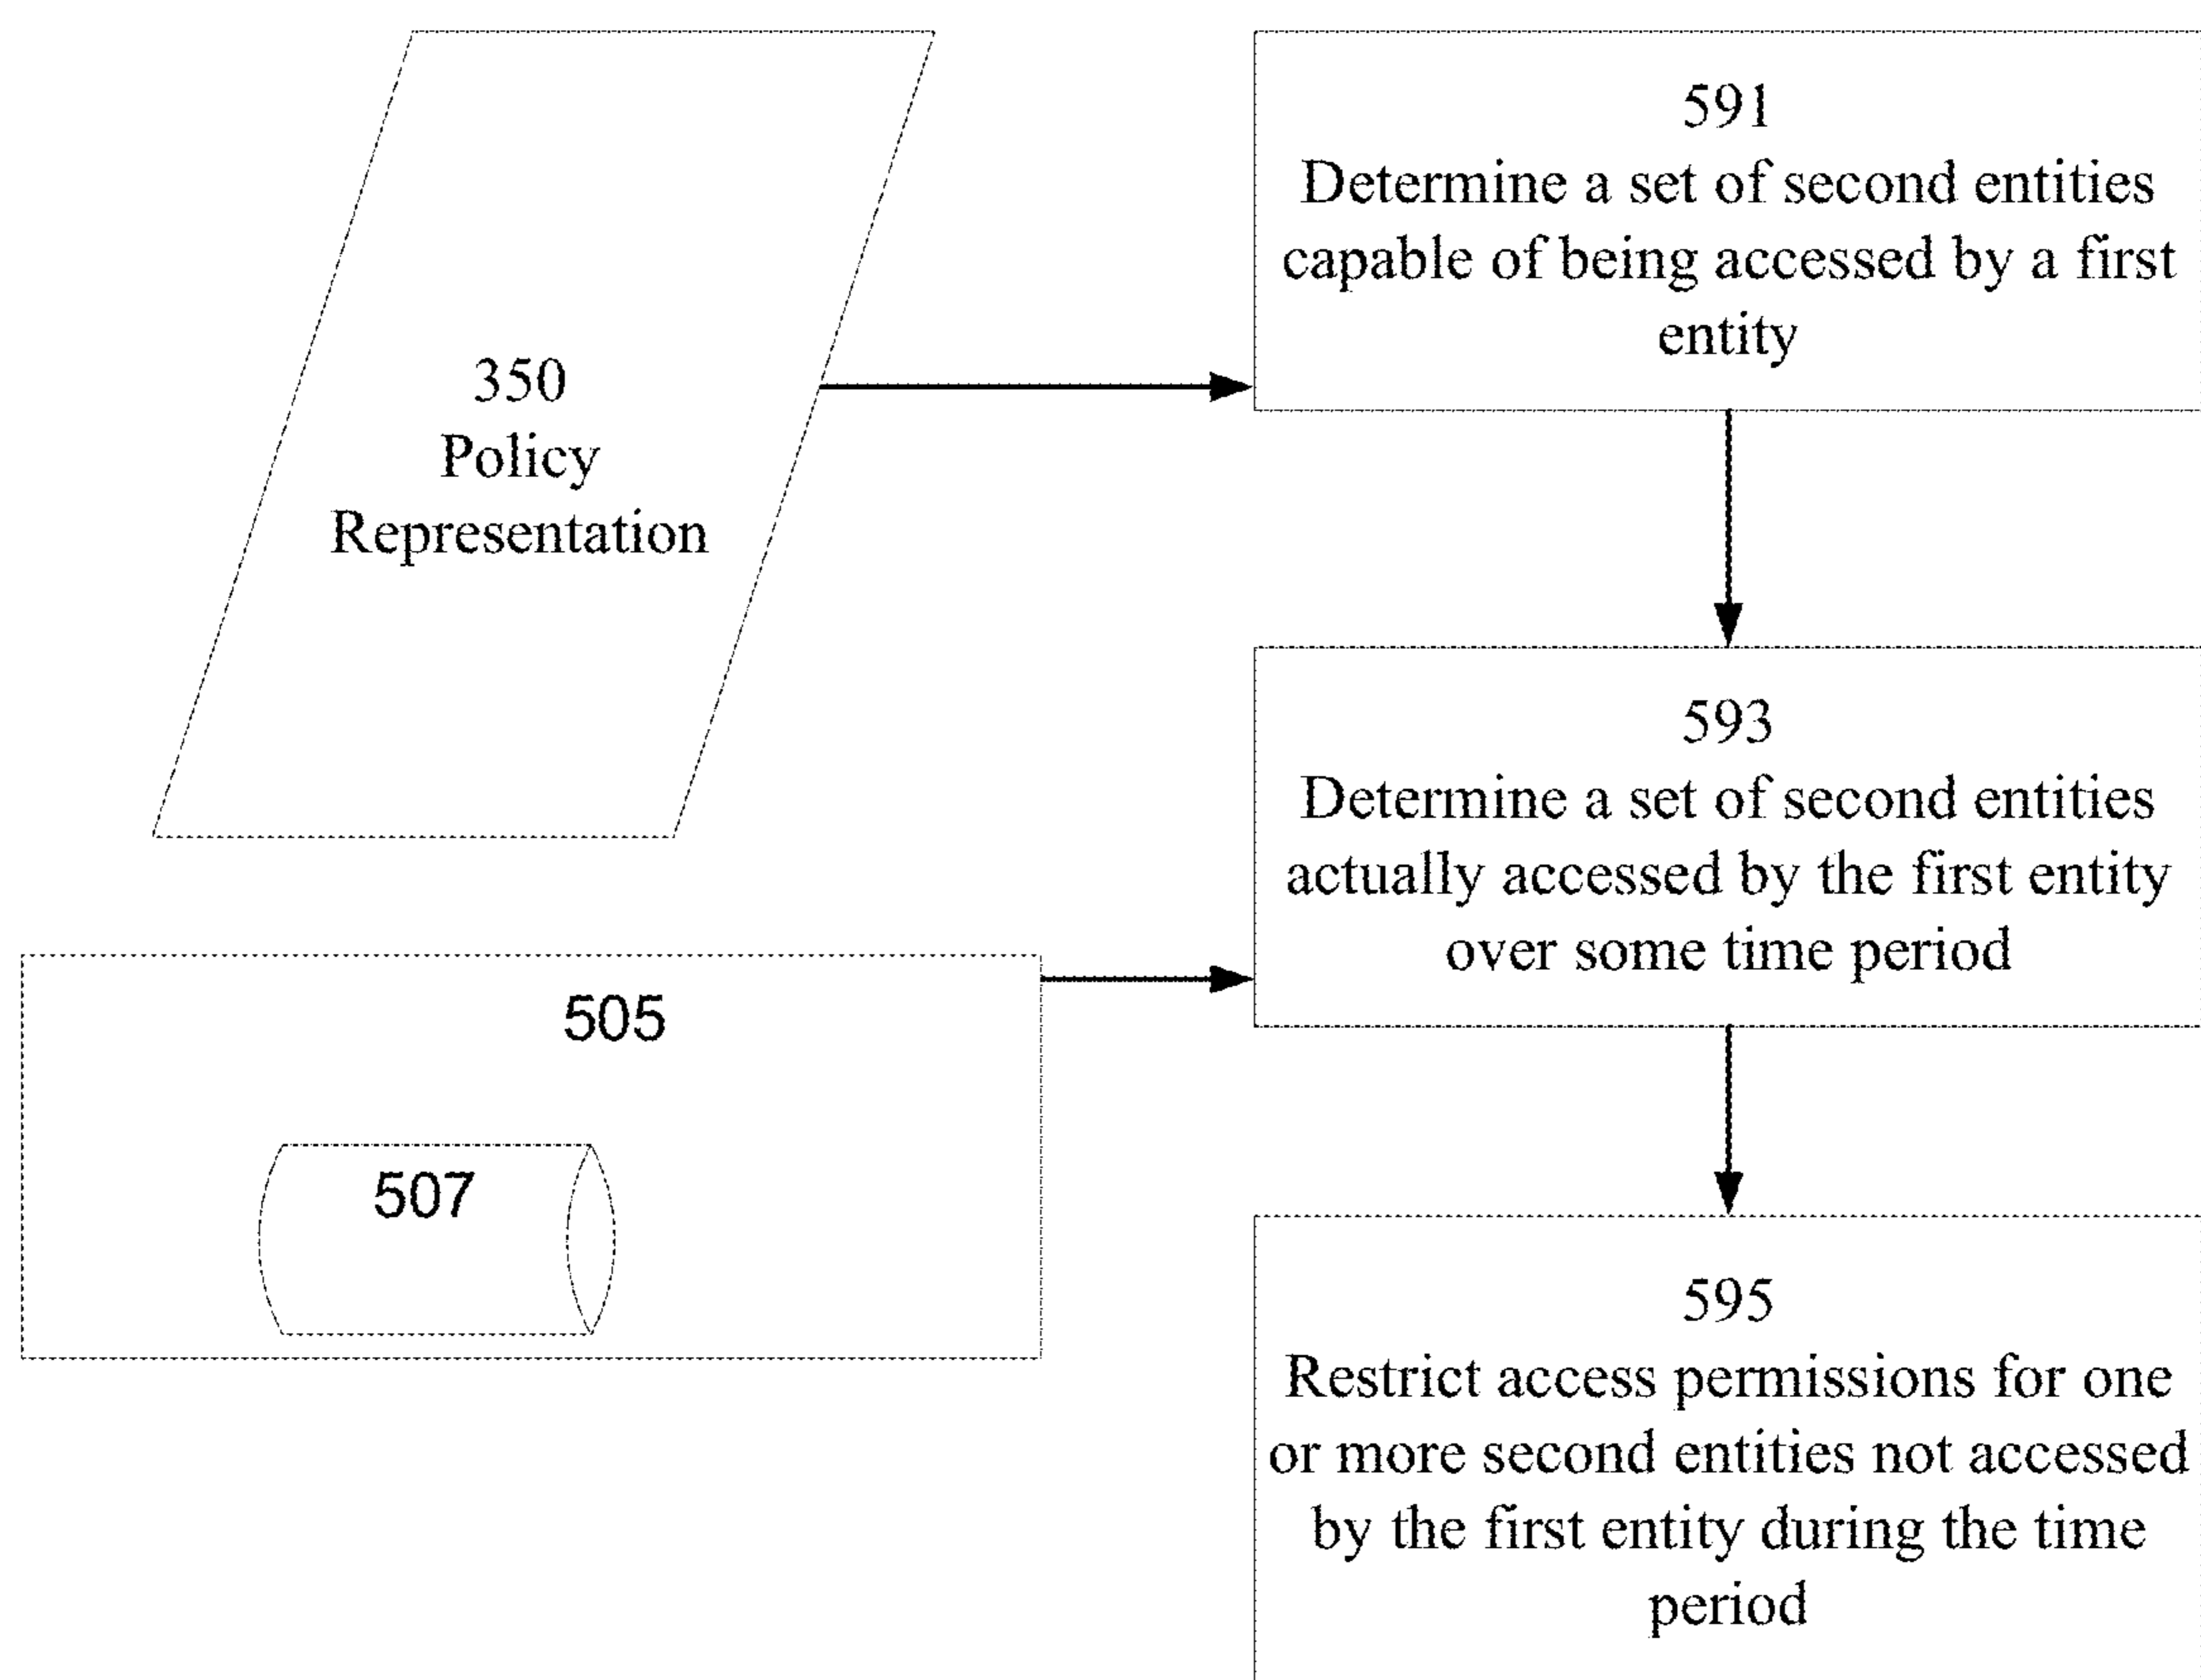 350
Policy
Representation
591
Determine a set of second entities
capable of being accessed by a first
entity
593
Determine a set of second entities
actually accessed by the first entity
over some time period
505
507
595
Restrict access permissions for one
or more second entities not accessed
by the first entity during the time
period